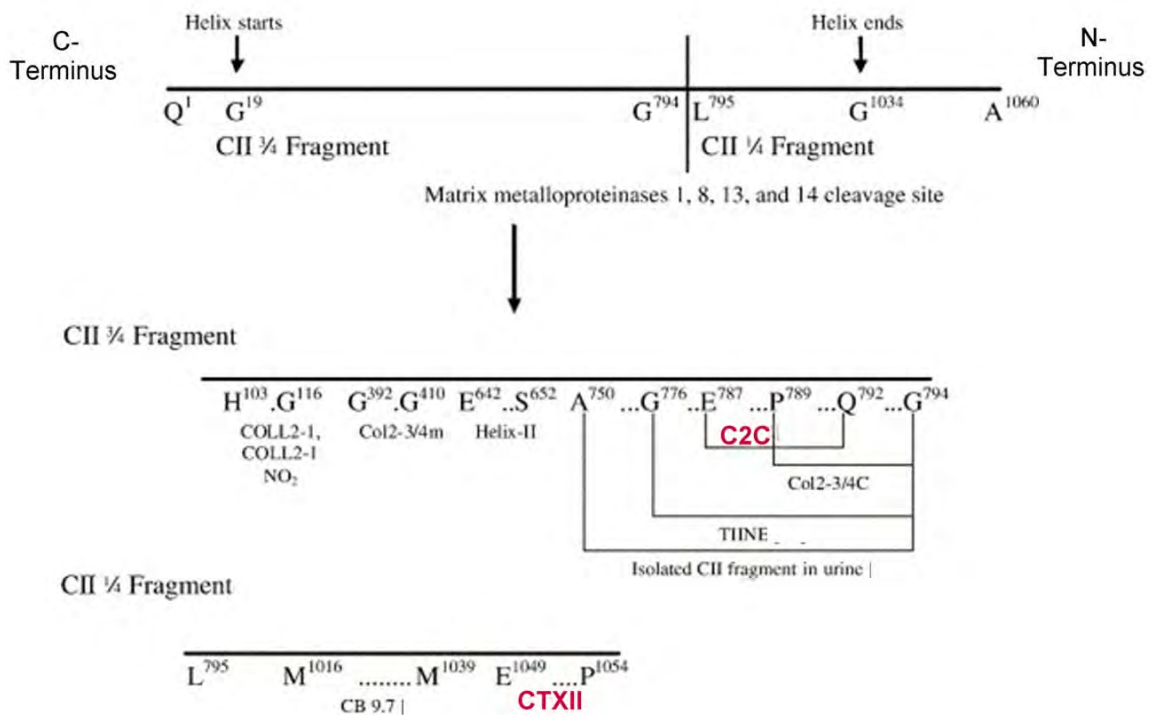 Helix starts
Helix ends
C-
Terminus
N-
Terminus
Q¹ G¹⁹ G⁷⁹⁴ L⁷⁹⁵ G¹⁰³⁴ A¹⁰⁶⁰
CII ¾ Fragment CII ¼ Fragment
Matrix metalloproteinases 1, 8, 13, and 14 cleavage site
CII ¾ Fragment
H¹⁰³.G¹¹⁶ G³⁹².G⁴¹⁰ E⁶⁴²..S⁶⁵² A⁷⁵⁰ ...G⁷⁷⁶ ..E⁷⁸⁷ ...P⁷⁸⁹ ...Q⁷⁹² ...G⁷⁹⁴
COLL2-1, Col2-3/4m Helix-II C2C
COLL2-1
NO₂
Col2-3/4C
TIINE
Isolated CII fragment in urine
CII ¼ Fragment
L⁷⁹⁵ M¹⁰¹⁶ ........M¹⁰³⁹ E¹⁰⁴⁹ ....P¹⁰⁵⁴
CB 9.7 CTXII